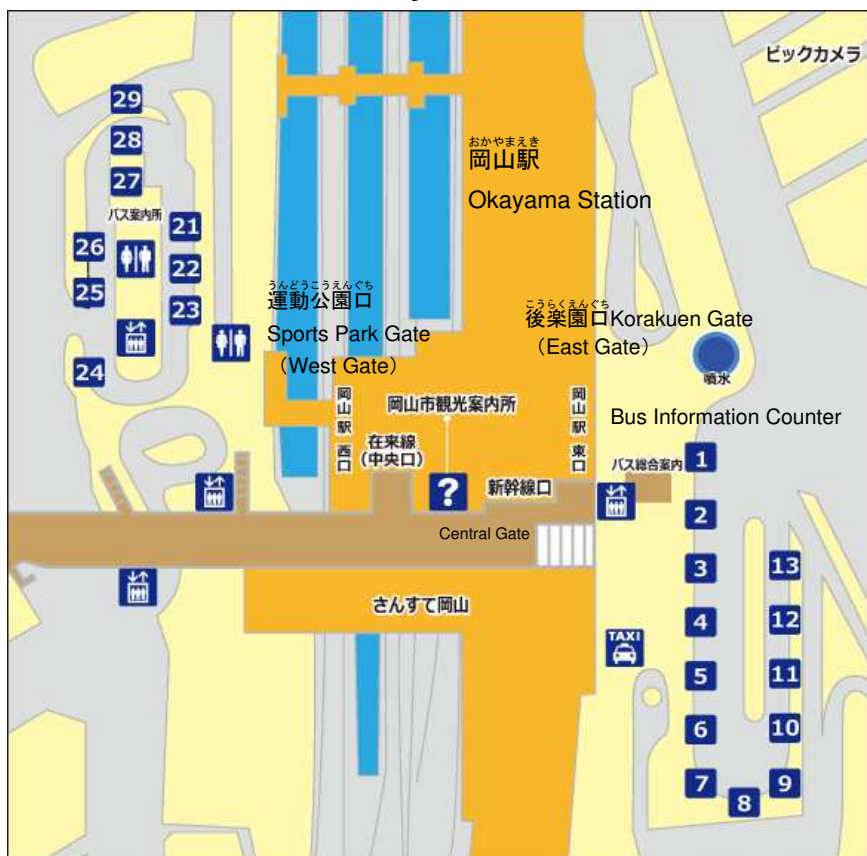 ビックカメラ
29
28
27
バス案内所
21
26
22
25
23
24
おかやまえき
岡山駅
Okayama Station
うんどうこうえんぐち
運動公園口
Sports Park Gate
（West Gate）
こうらくえんぐち
後楽園口Korakuen Gate
（East Gate）
噴水
岡山駅 西口
岡山市観光案内所
在来線
（中央口）
?
新幹線口
岡山駅 東口
Bus Information Counter
バス総合案内
Central Gate
さんすて岡山
TAXI
1
2
3
4
5
6
7
8
9
10
11
12
13